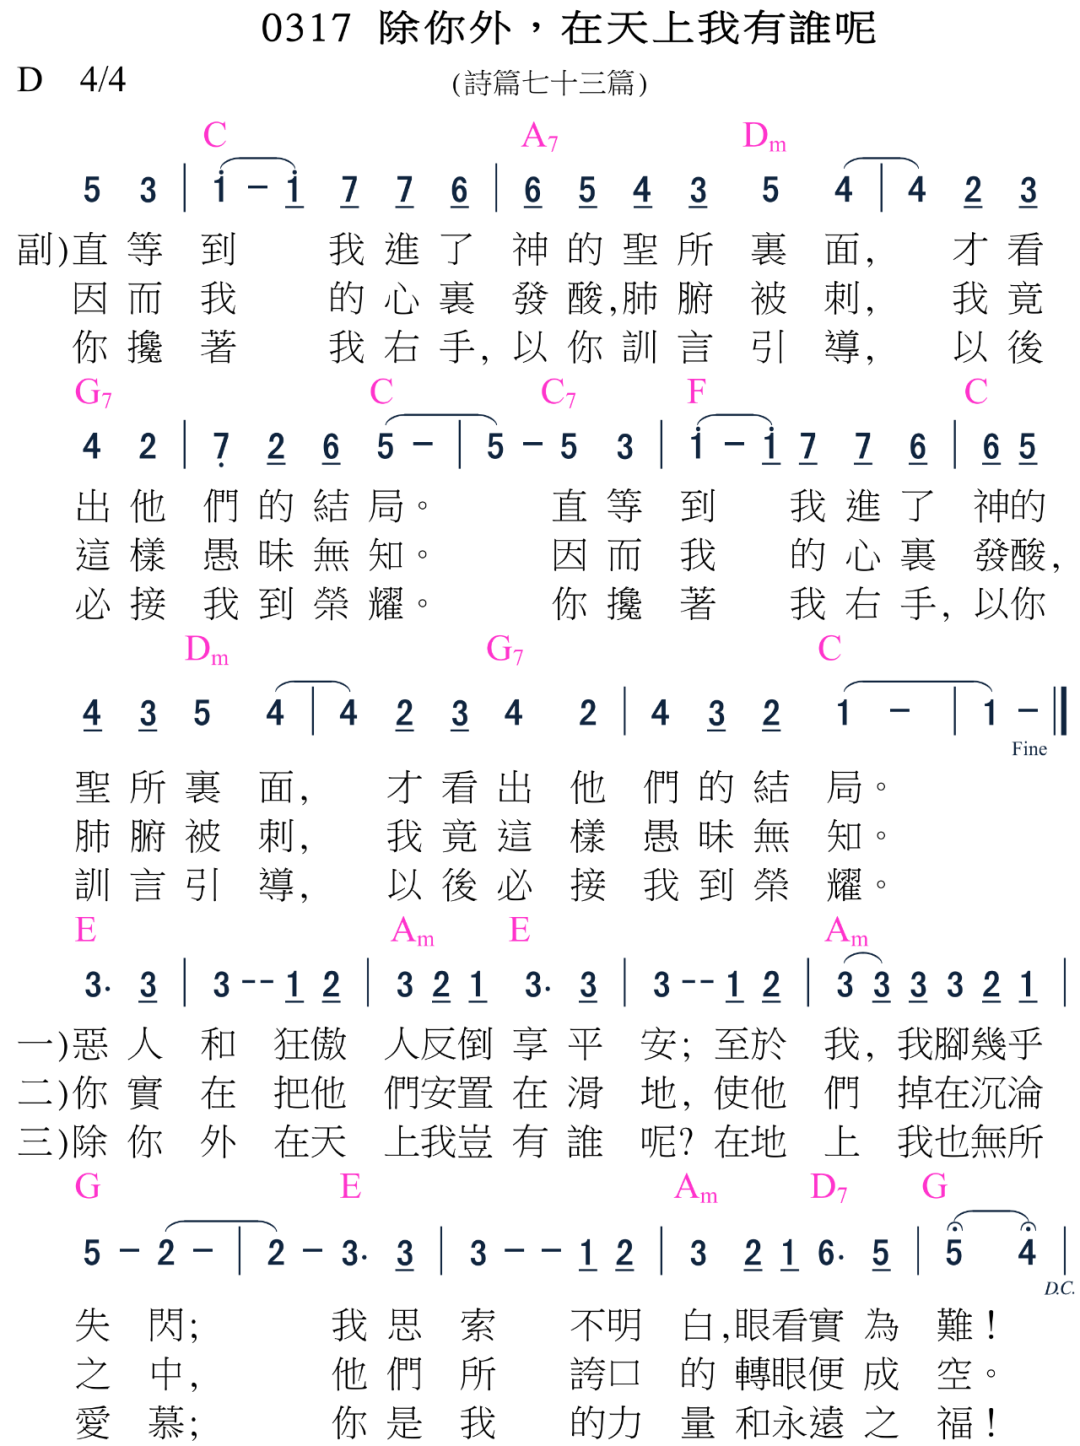 0317 除你外，在天上我有誰呢
D 4/4 (詩篇七十三篇)
C A7 Dm
5 3 | i - i 7 7 6 | 6 5 4 3 5 4 | 4 2 3
副)直等到 我進了 神的聖所裏面, 才看
因而我 的心裏 發酸,肺腑被刺, 我竟
你攙著 我右手, 以你訓言引導, 以後
G7 C C7 F C
4 2 | 7 2 6 5 - | 5 - 5 3 | i - i 7 7 6 | 6 5
出他們的結局。 直等到 我進了 神的
這樣愚昧無知。 因而我 的心裏 發酸,
必接我到榮耀。 你攙著 我右手, 以你
Dm G7 C
4 3 5 4 | 4 2 3 4 2 | 4 3 2 1 - | 1 - ‖
Fine
聖所裏面, 才看出他們的結局。
肺腑被刺, 我竟這樣愚昧無知。
訓言引導, 以後必接我到榮耀。
E Am E Am
3. 3 | 3 -- 1 2 | 3 2 1 3. 3 | 3 -- 1 2 | 3 3 3 3 2 1 |
一)惡人 和 狂傲 人反倒享平 安; 至於 我, 我腳幾乎
二)你實 在 把他 們安置在滑 地, 使他 們 掉在沉淪
三)除你 外 在天 上我豈有誰 呢? 在地 上 我也無所
G E Am D7 G
5 - 2 - | 2 - 3. 3 | 3 - - 1 2 | 3 2 1 6. 5 | 5 4 |
D.C.
失 閃; 我思 索 不明 白,眼看實為 難！
之 中, 他們 所 誇口 的 轉眼便成 空。
愛 慕; 你是 我 的力 量 和永遠之 福！